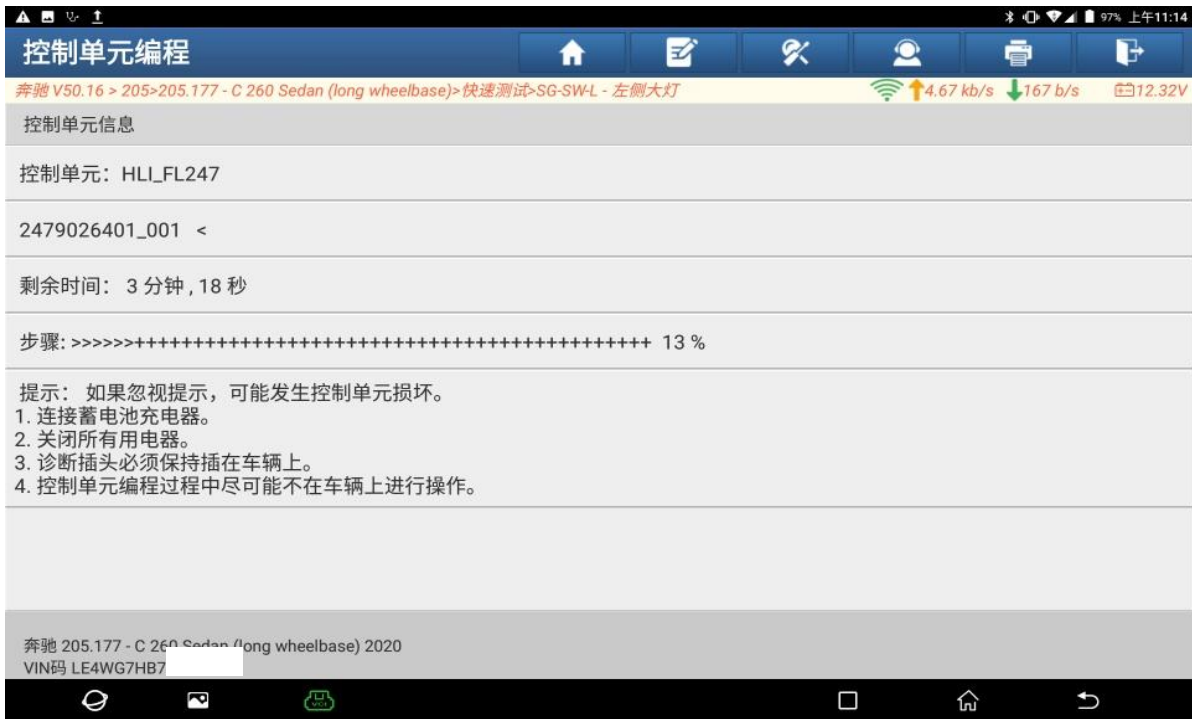 97% 上午11:14
控制单元编程
奔驰 V50.16 > 205>205.177 - C 260 Sedan (long wheelbase)>快速测试>SG-SW-L - 左侧大灯 4.67 kb/s 167 b/s 12.32V
控制单元信息
控制单元：HLI_FL247
2479026401_001 <
剩余时间： 3 分钟 , 18 秒
步骤: >>>>>>++++++++++++++++++++++++++++++++++++++++++++ 13 %
提示： 如果忽视提示，可能发生控制单元损坏。
1. 连接蓄电池充电器。
2. 关闭所有用电器。
3. 诊断插头必须保持插在车辆上。
4. 控制单元编程过程中尽可能不在车辆上进行操作。
奔驰 205.177 - C 260 Sedan (long wheelbase) 2020
VIN码 LE4WG7HB7
VCI